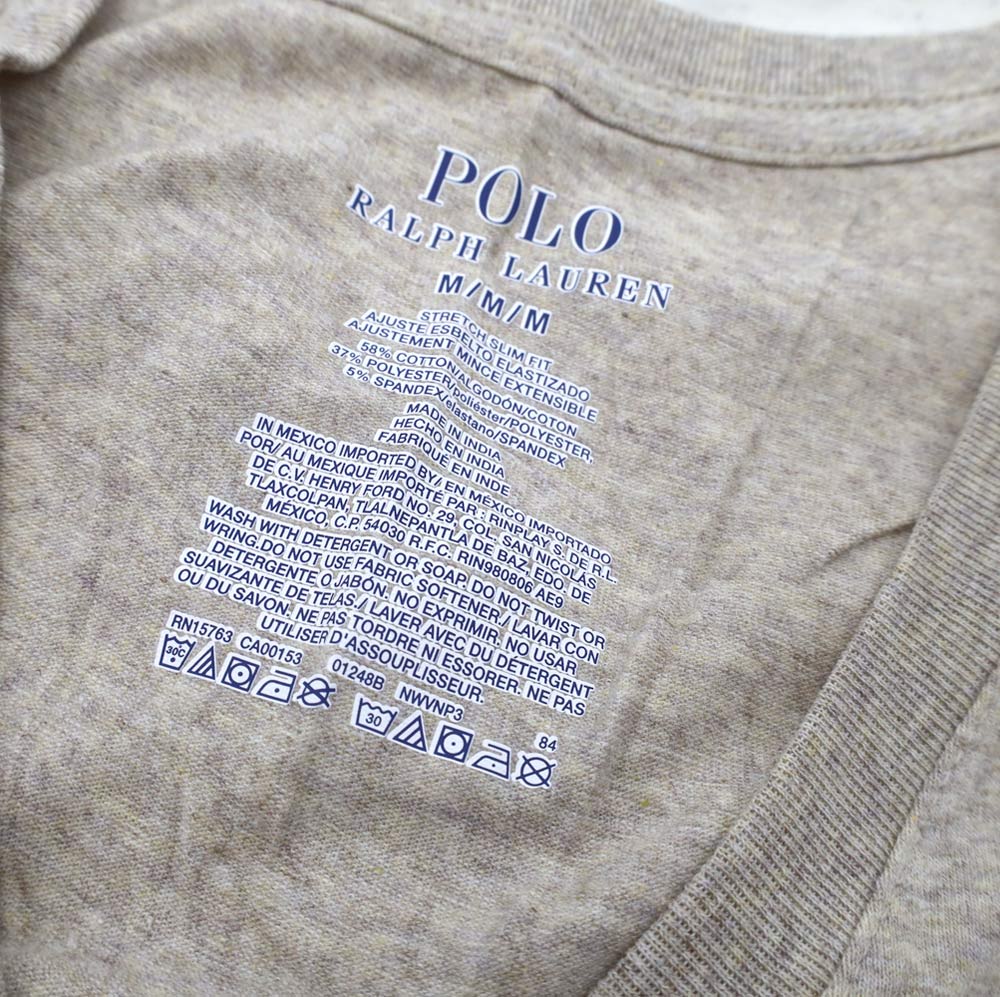 POLO
RALPH LAUREN
M/M/M
STRETCH SLIM FIT
AJUSTE ESBELTO ELASTIZADO
AJUSTEMENT MINCE EXTENSIBLE
58% COTTON/ALGODÓN/COTON
37% POLYESTER/poliéster/POLYESTER,
5% SPANDEX/elastano/SPANDEX
MADE IN INDIA
HECHO EN INDIA
FABRIQUÉ EN INDE
IN MEXICO IMPORTED BY/ EN MÉXICO IMPORTADO
POR/ AU MEXIQUE IMPORTÉ PAR : RINPLAY S. DE R.L.
DE C.V. HENRY FORD NO. 29, COL. SAN NICOLÁS
TLAXCOLPAN, TLALNEPANTLA DE BAZ, EDO. DE
MÉXICO, C.P. 54030 R.F.C. RIN980806 AE9
WASH WITH DETERGENT OR SOAP. DO NOT TWIST OR
WRING.DO NOT USE FABRIC SOFTENER./ LAVAR CON
DETERGENTE O JABÓN. NO EXPRIMIR. NO USAR
SUAVIZANTE DE TELAS./ LAVER AVEC DU DÉTERGENT
OU DU SAVON. NE PAS TORDRE NI ESSORER. NE PAS
UTILISER D'ASSOUPLISSEUR.
RN15763 CA00153 01248B NWVNP3 84
30C
30